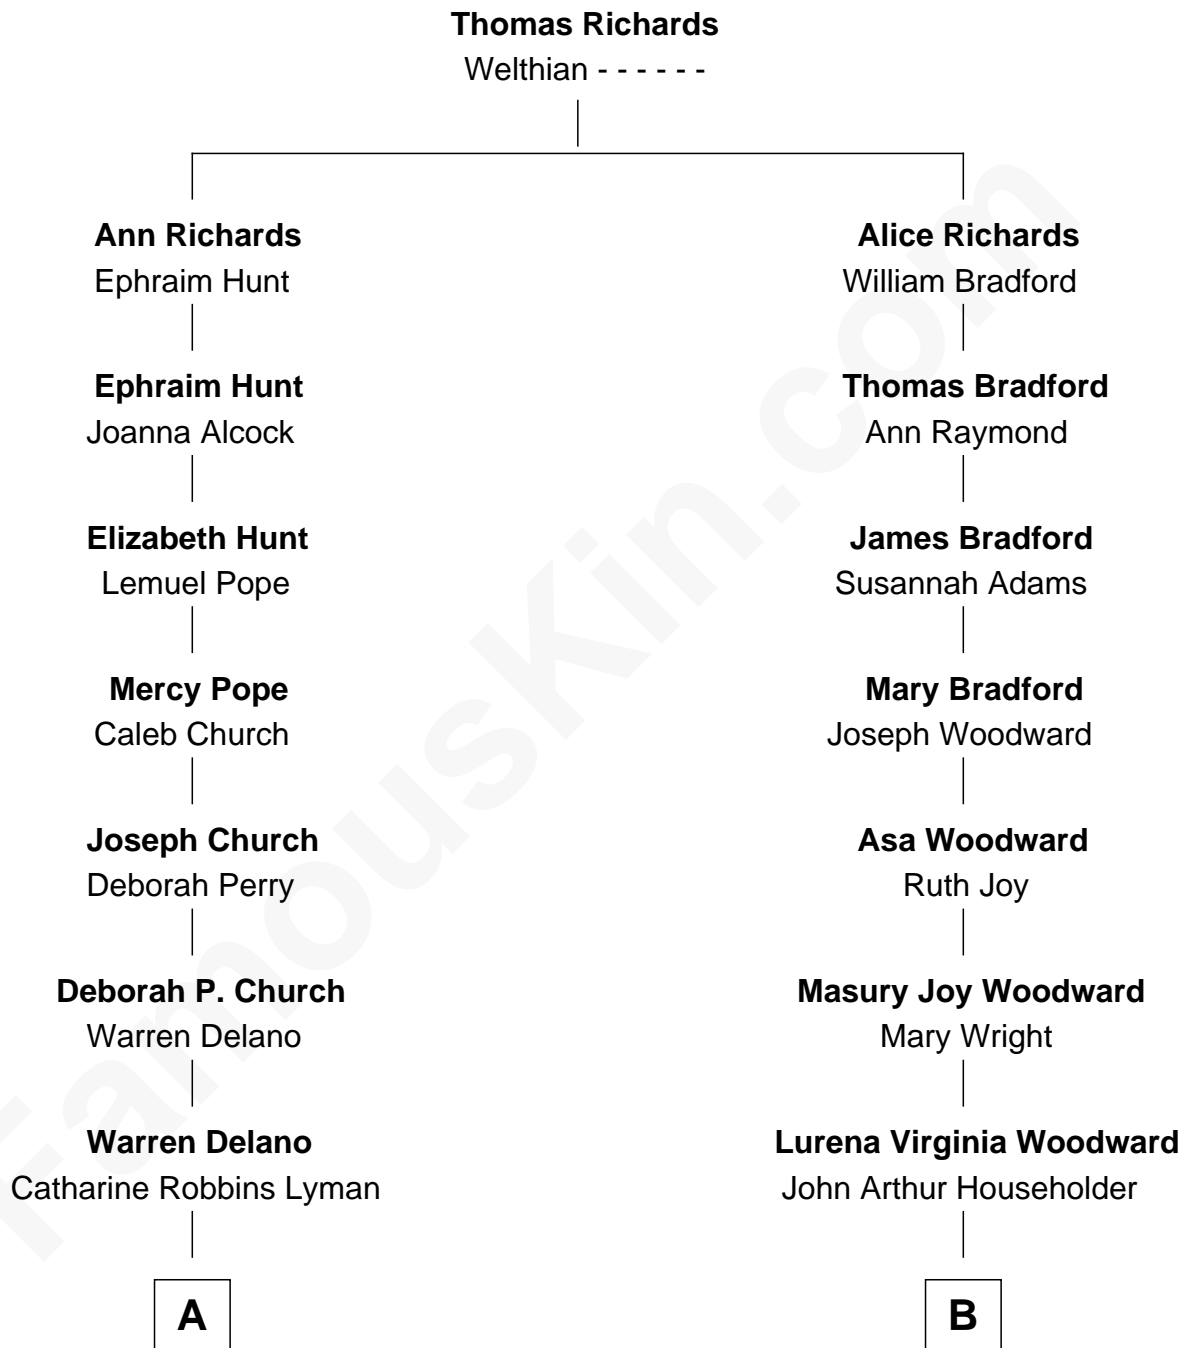 Thomas Richards
Welthian - - - - - -
Ann Richards
Ephraim Hunt
Alice Richards
William Bradford
Ephraim Hunt
Joanna Alcock
Thomas Bradford
Ann Raymond
Elizabeth Hunt
Lemuel Pope
James Bradford
Susannah Adams
Mercy Pope
Caleb Church
Mary Bradford
Joseph Woodward
Joseph Church
Deborah Perry
Asa Woodward
Ruth Joy
Deborah P. Church
Warren Delano
Masury Joy Woodward
Mary Wright
Warren Delano
Catharine Robbins Lyman
Lurena Virginia Woodward
John Arthur Householder
A
B
FamousKin.com